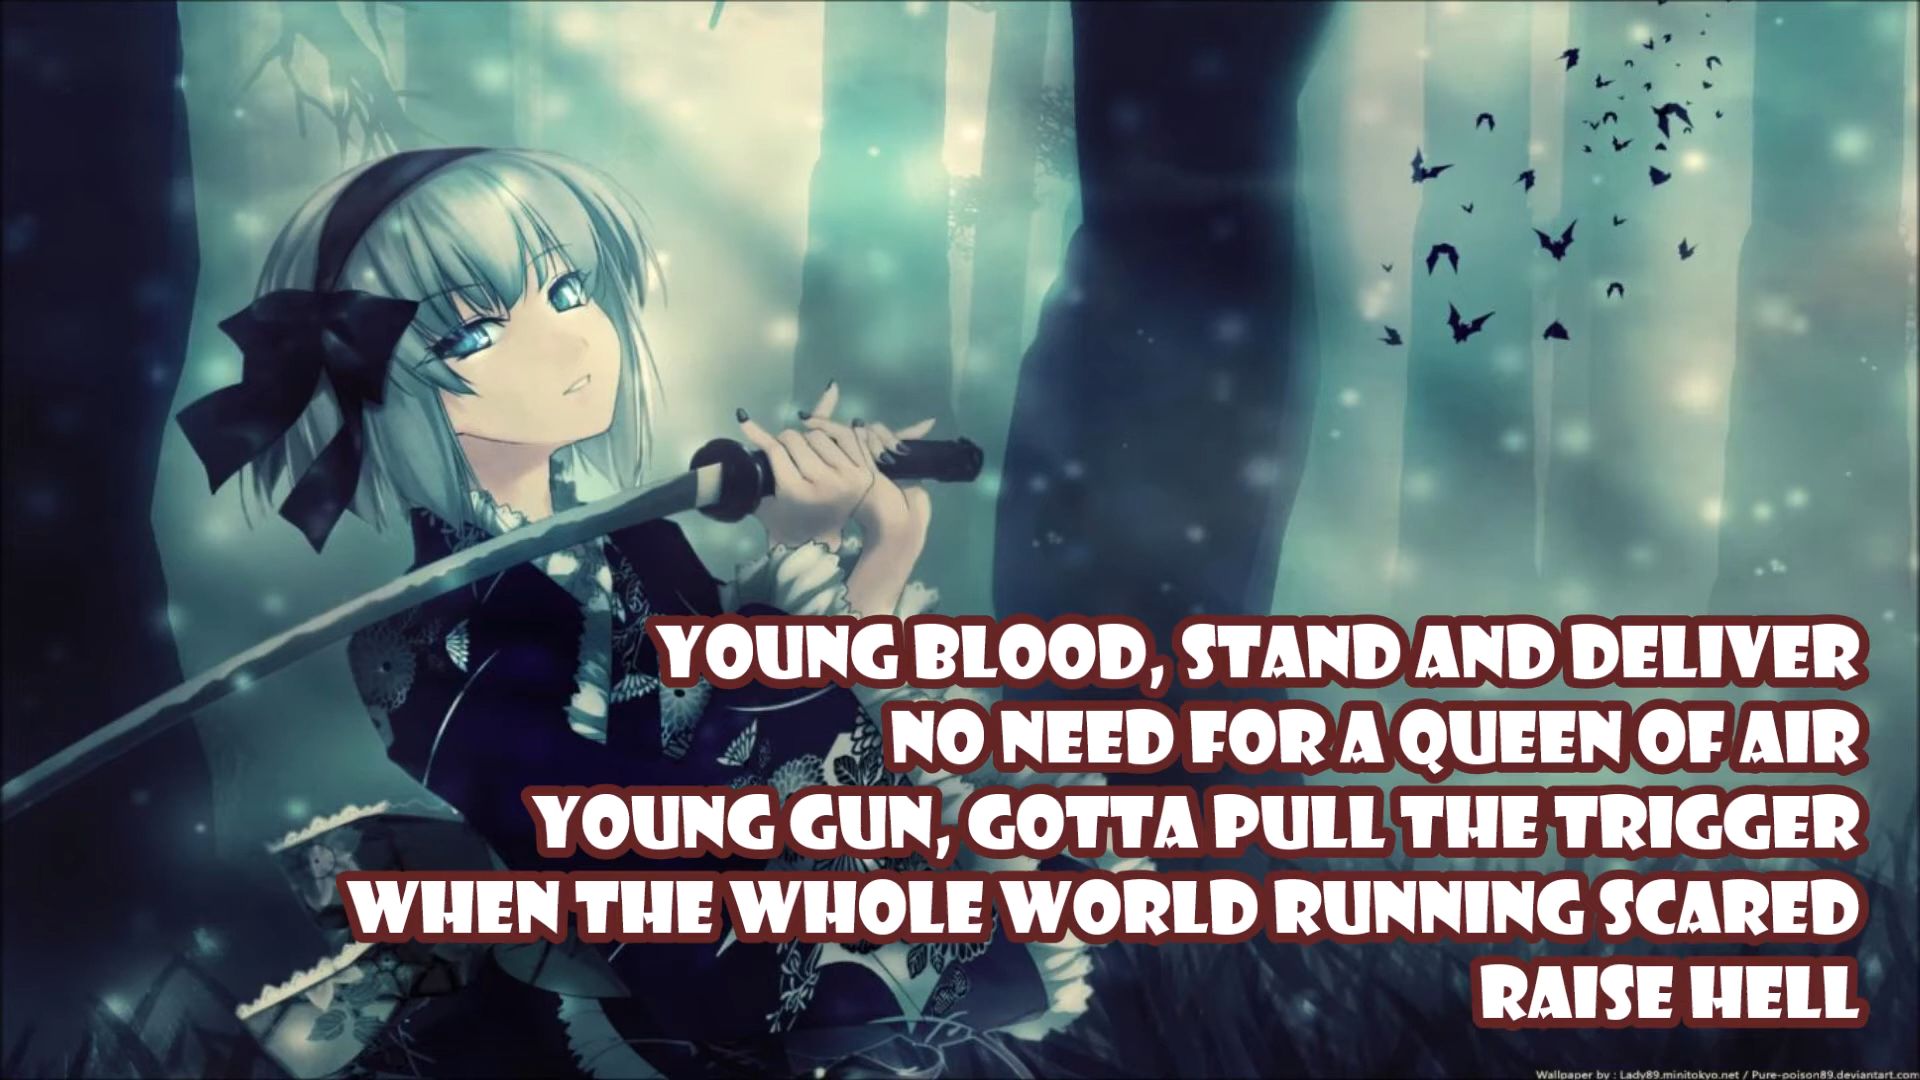 YOUNG BLOOD, STAND AND DELIVER
NO NEED FOR A QUEEN OF AIR
YOUNG GUN, GOTTA PULL THE TRIGGER
WHEN THE WHOLE WORLD RUNNING SCARED
RAISE HELL
Wallpaper by : Lady89.minitokyo.net / Pure-poison89.deviantart.com